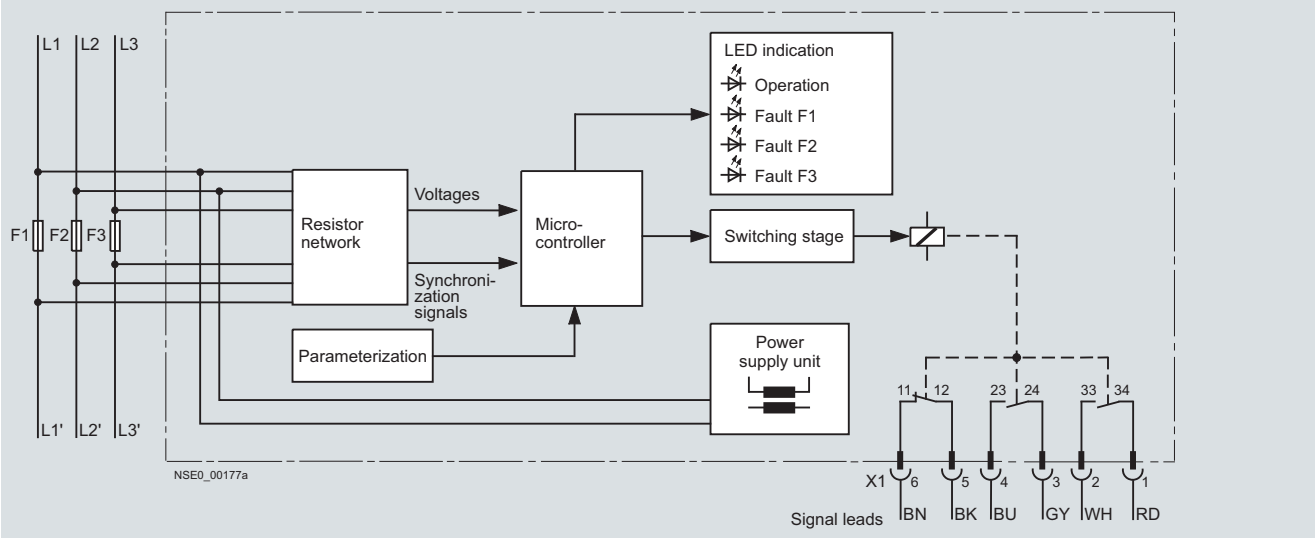 L1 L2 L3
LED indication
Operation
Fault F1
Fault F2
Fault F3
Voltages
F1 F2 F3
Resistor
network
Micro-
controller
Switching stage
Synchroni-
zation
signals
Parameterization
Power
supply unit
11 12 23 24 33 34
L1' L2' L3'
NSE0_00177a
X1 6 5 4 3 2 1
Signal leads BN BK BU GY WH RD